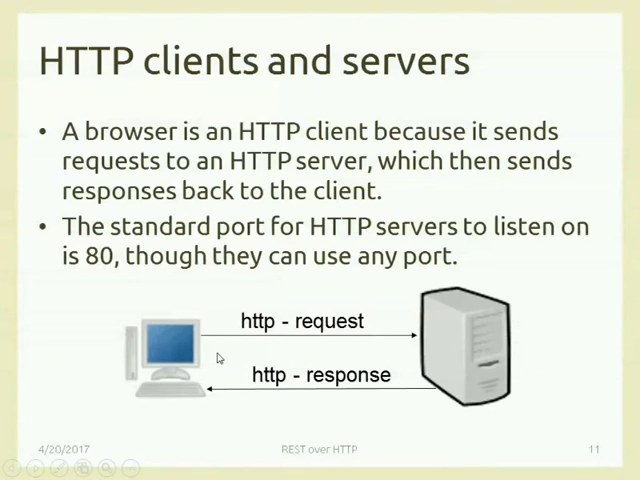 HTTP clients and servers
• A browser is an HTTP client because it sends
requests to an HTTP server, which then sends
responses back to the client.
• The standard port for HTTP servers to listen on
is 80, though they can use any port.
http - request
http - response
4/20/2017 REST over HTTP 11